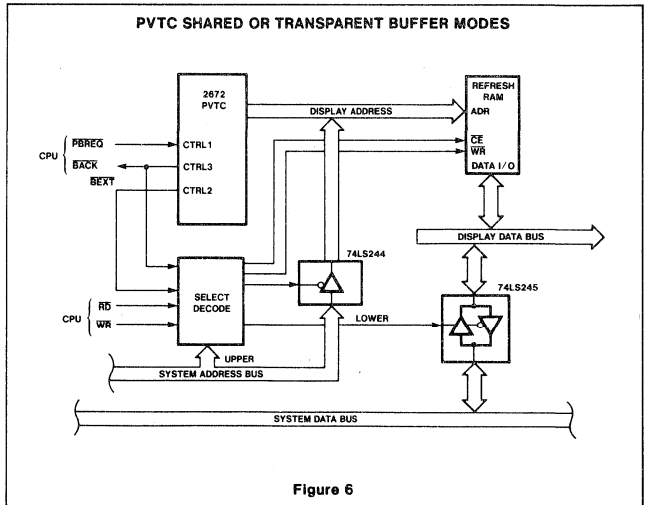 PVTC SHARED OR TRANSPARENT BUFFER MODES
2672
PVTC
REFRESH
RAM
ADR
DISPLAY ADDRESS
CPU
PBREQ
CTRL1
CE
WR
BACK
CTRL3
DATA I/O
BEXT
CTRL2
DISPLAY DATA BUS
74LS244
74LS245
SELECT
DECODE
CPU
RD
WR
LOWER
UPPER
SYSTEM ADDRESS BUS
SYSTEM DATA BUS
Figure 6